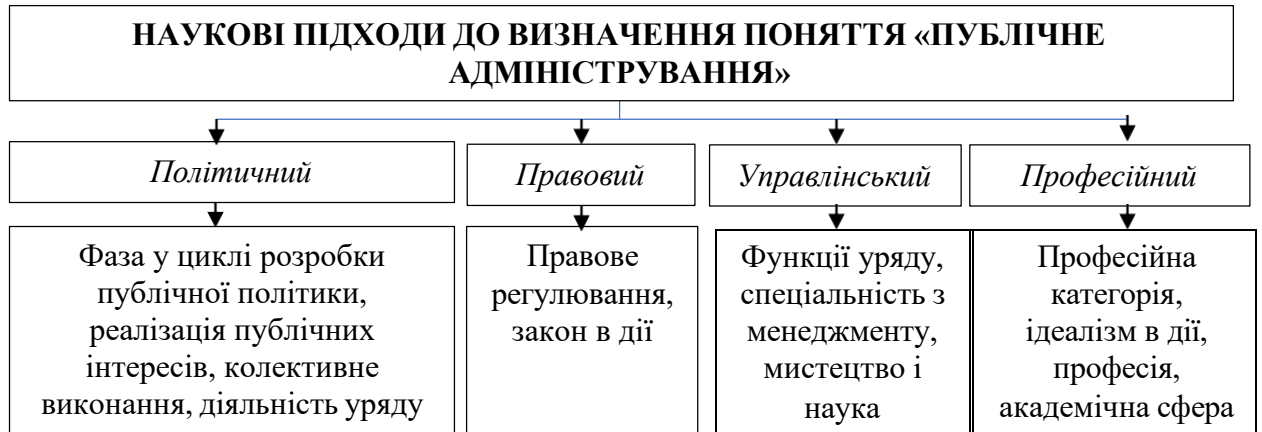 НАУКОВІ ПІДХОДИ ДО ВИЗНАЧЕННЯ ПОНЯТТЯ «ПУБЛІЧНЕ
АДМІНІСТРУВАННЯ»
Політичний
Правовий
Управлінський
Професійний
Фаза у циклі розробки
публічної політики,
реалізація публічних
інтересів, колективне
виконання, діяльність уряду
Правове
регулювання,
закон в дії
Функції уряду,
спеціальність з
менеджменту,
мистецтво і
наука
Професійна
категорія,
ідеалізм в дії,
професія,
академічна сфера